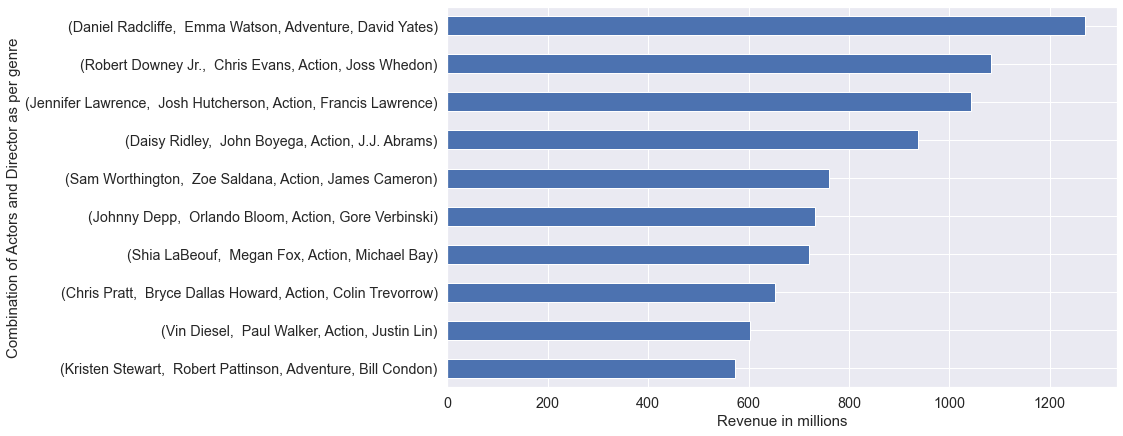 Combination of Actors and Director as per genre
(Daniel Radcliffe,  Emma Watson, Adventure, David Yates)
(Robert Downey Jr.,  Chris Evans, Action, Joss Whedon)
(Jennifer Lawrence,  Josh Hutcherson, Action, Francis Lawrence)
(Daisy Ridley,  John Boyega, Action, J.J. Abrams)
(Sam Worthington,  Zoe Saldana, Action, James Cameron)
(Johnny Depp,  Orlando Bloom, Action, Gore Verbinski)
(Shia LaBeouf,  Megan Fox, Action, Michael Bay)
(Chris Pratt,  Bryce Dallas Howard, Action, Colin Trevorrow)
(Vin Diesel,  Paul Walker, Action, Justin Lin)
(Kristen Stewart,  Robert Pattinson, Adventure, Bill Condon)
0 200 400 600 800 1000 1200
Revenue in millions